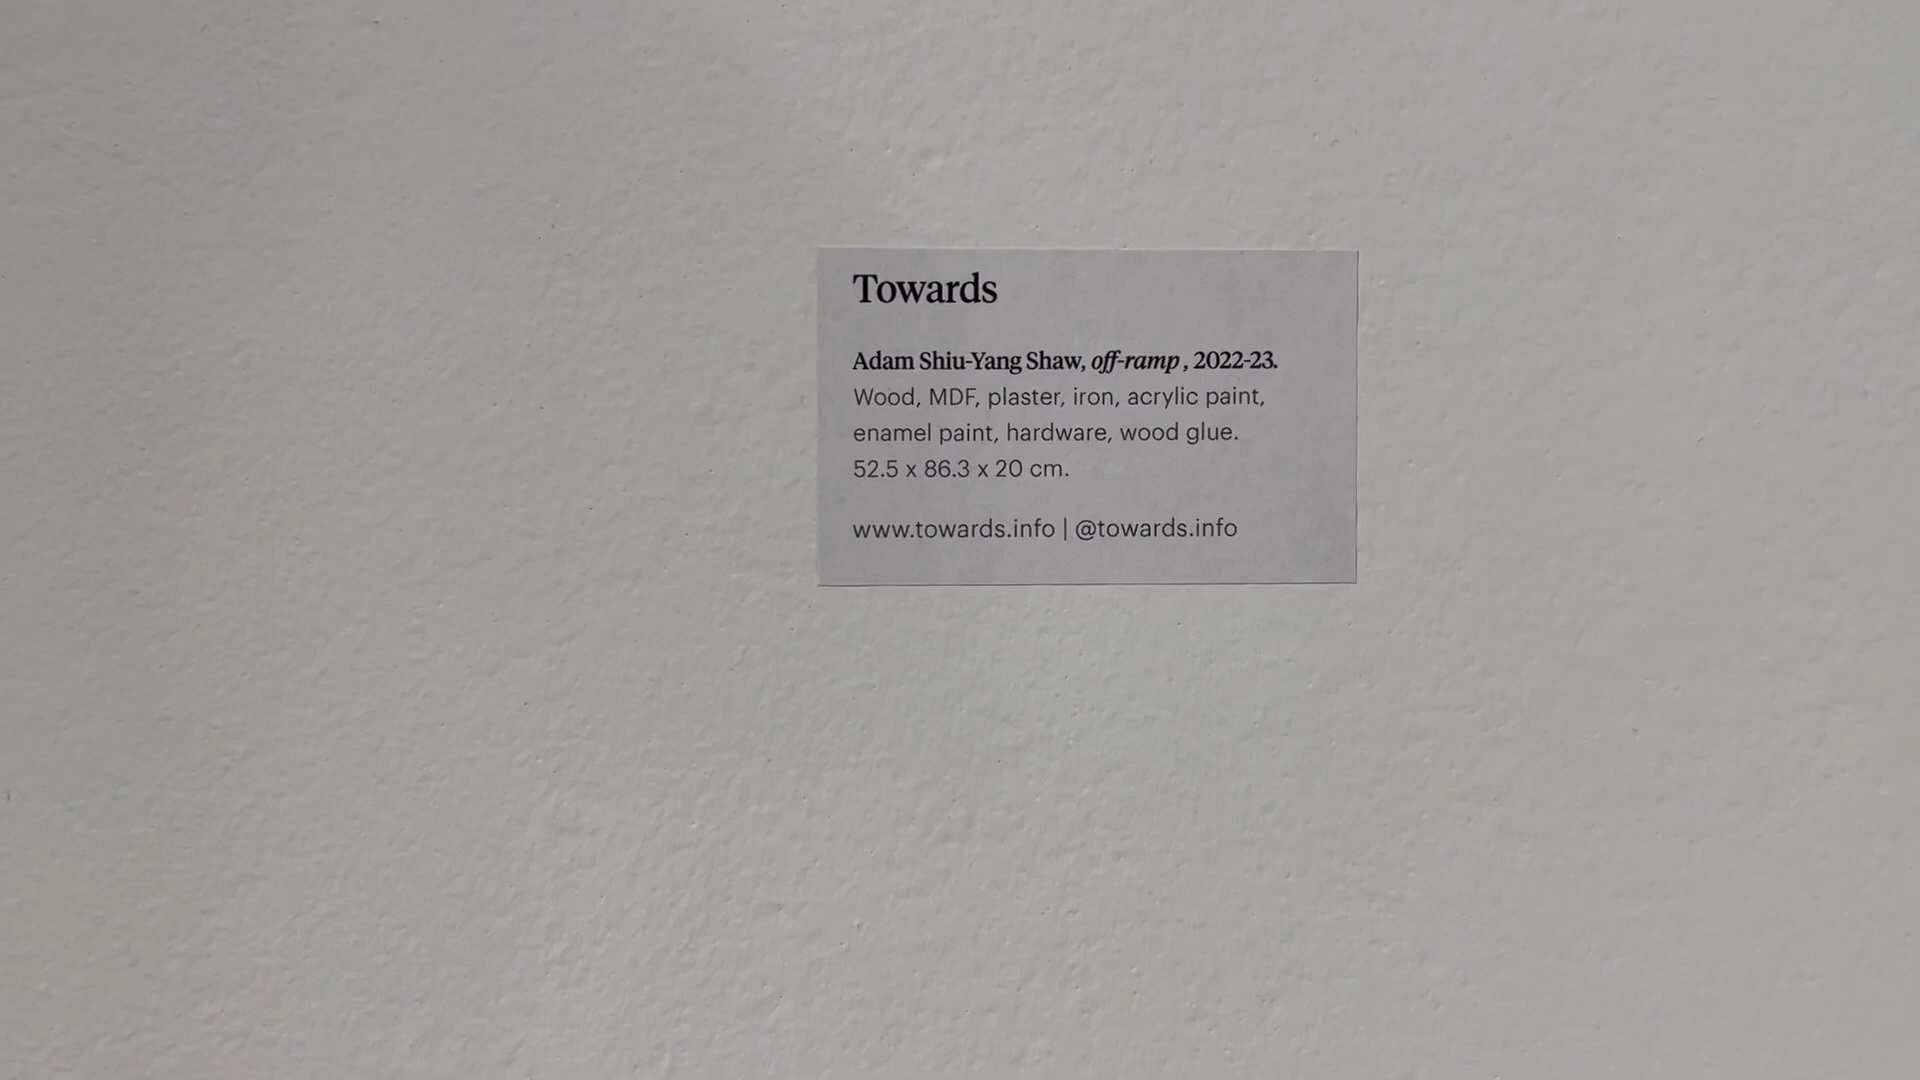 Towards
Adam Shiu-Yang Shaw, off-ramp , 2022-23.
Wood, MDF, plaster, iron, acrylic paint,
enamel paint, hardware, wood glue.
52.5 x 86.3 x 20 cm.
www.towards.info | @towards.info